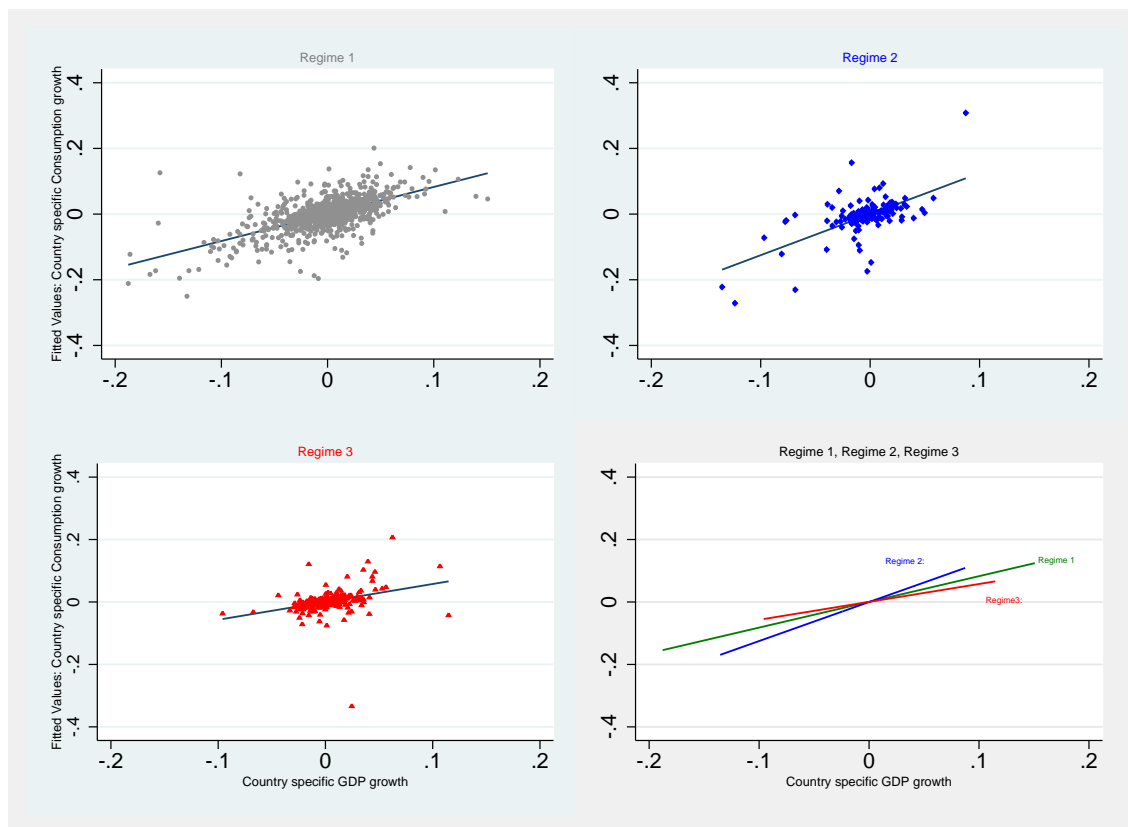 Regime 1
Fitted Values: Country specific Consumption growth
.4
.2
0
-.2
-.4
-.2 -.1 0 .1 .2
Regime 2
.4
.2
0
-.2
-.4
-.2 -.1 0 .1 .2
Regime 3
Fitted Values: Country specific Consumption growth
.4
.2
0
-.2
-.4
-.2 -.1 0 .1 .2
Country specific GDP growth
Regime 1, Regime 2, Regime 3
.4
.2
0
-.2
-.4
Regime 2:
Regime 1
Regime3:
-.2 -.1 0 .1 .2
Country specific GDP growth